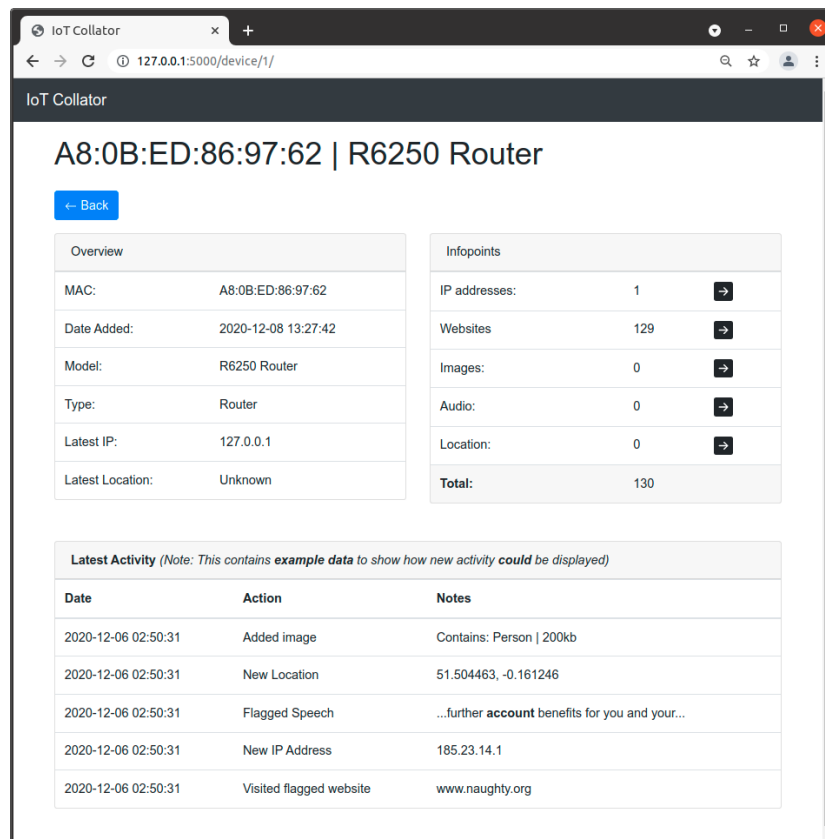 IoT Collator
127.0.0.1:5000/device/1/
IoT Collator
A8:0B:ED:86:97:62 | R6250 Router
← Back
Overview
MAC: A8:0B:ED:86:97:62
Date Added: 2020-12-08 13:27:42
Model: R6250 Router
Type: Router
Latest IP: 127.0.0.1
Latest Location: Unknown
Infopoints
IP addresses: 1 →
Websites 129 →
Images: 0 →
Audio: 0 →
Location: 0 →
Total: 130
Latest Activity (Note: This contains example data to show how new activity could be displayed)
Date Action Notes
2020-12-06 02:50:31 Added image Contains: Person | 200kb
2020-12-06 02:50:31 New Location 51.504463, -0.161246
2020-12-06 02:50:31 Flagged Speech ...further account benefits for you and your...
2020-12-06 02:50:31 New IP Address 185.23.14.1
2020-12-06 02:50:31 Visited flagged website www.naughty.org